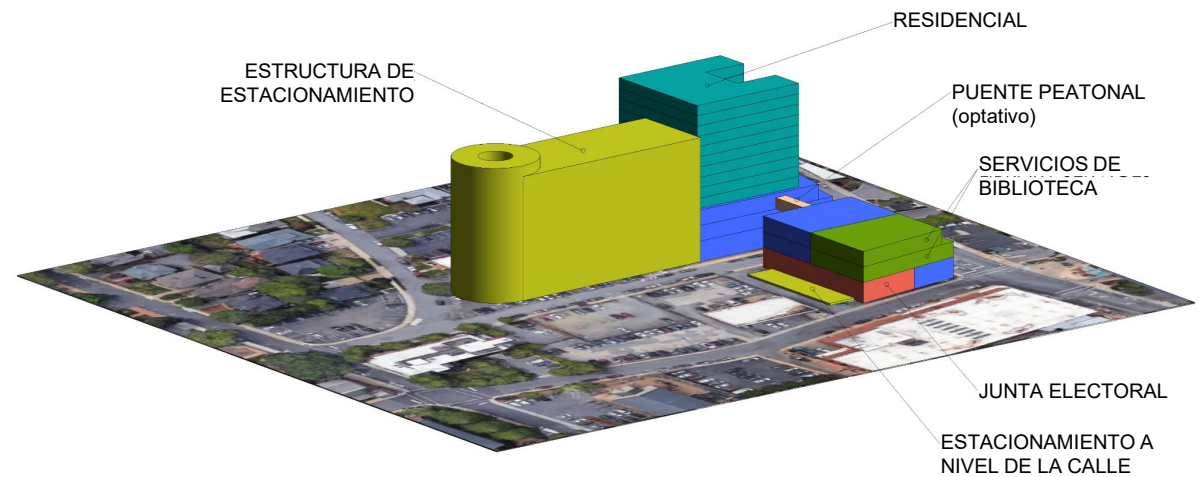 RESIDENCIAL
ESTRUCTURA DE
ESTACIONAMIENTO
PUENTE PEATONAL
(optativo)
SERVICIOS DE
BIBLIOTECA
JUNTA ELECTORAL
ESTACIONAMIENTO A
NIVEL DE LA CALLE